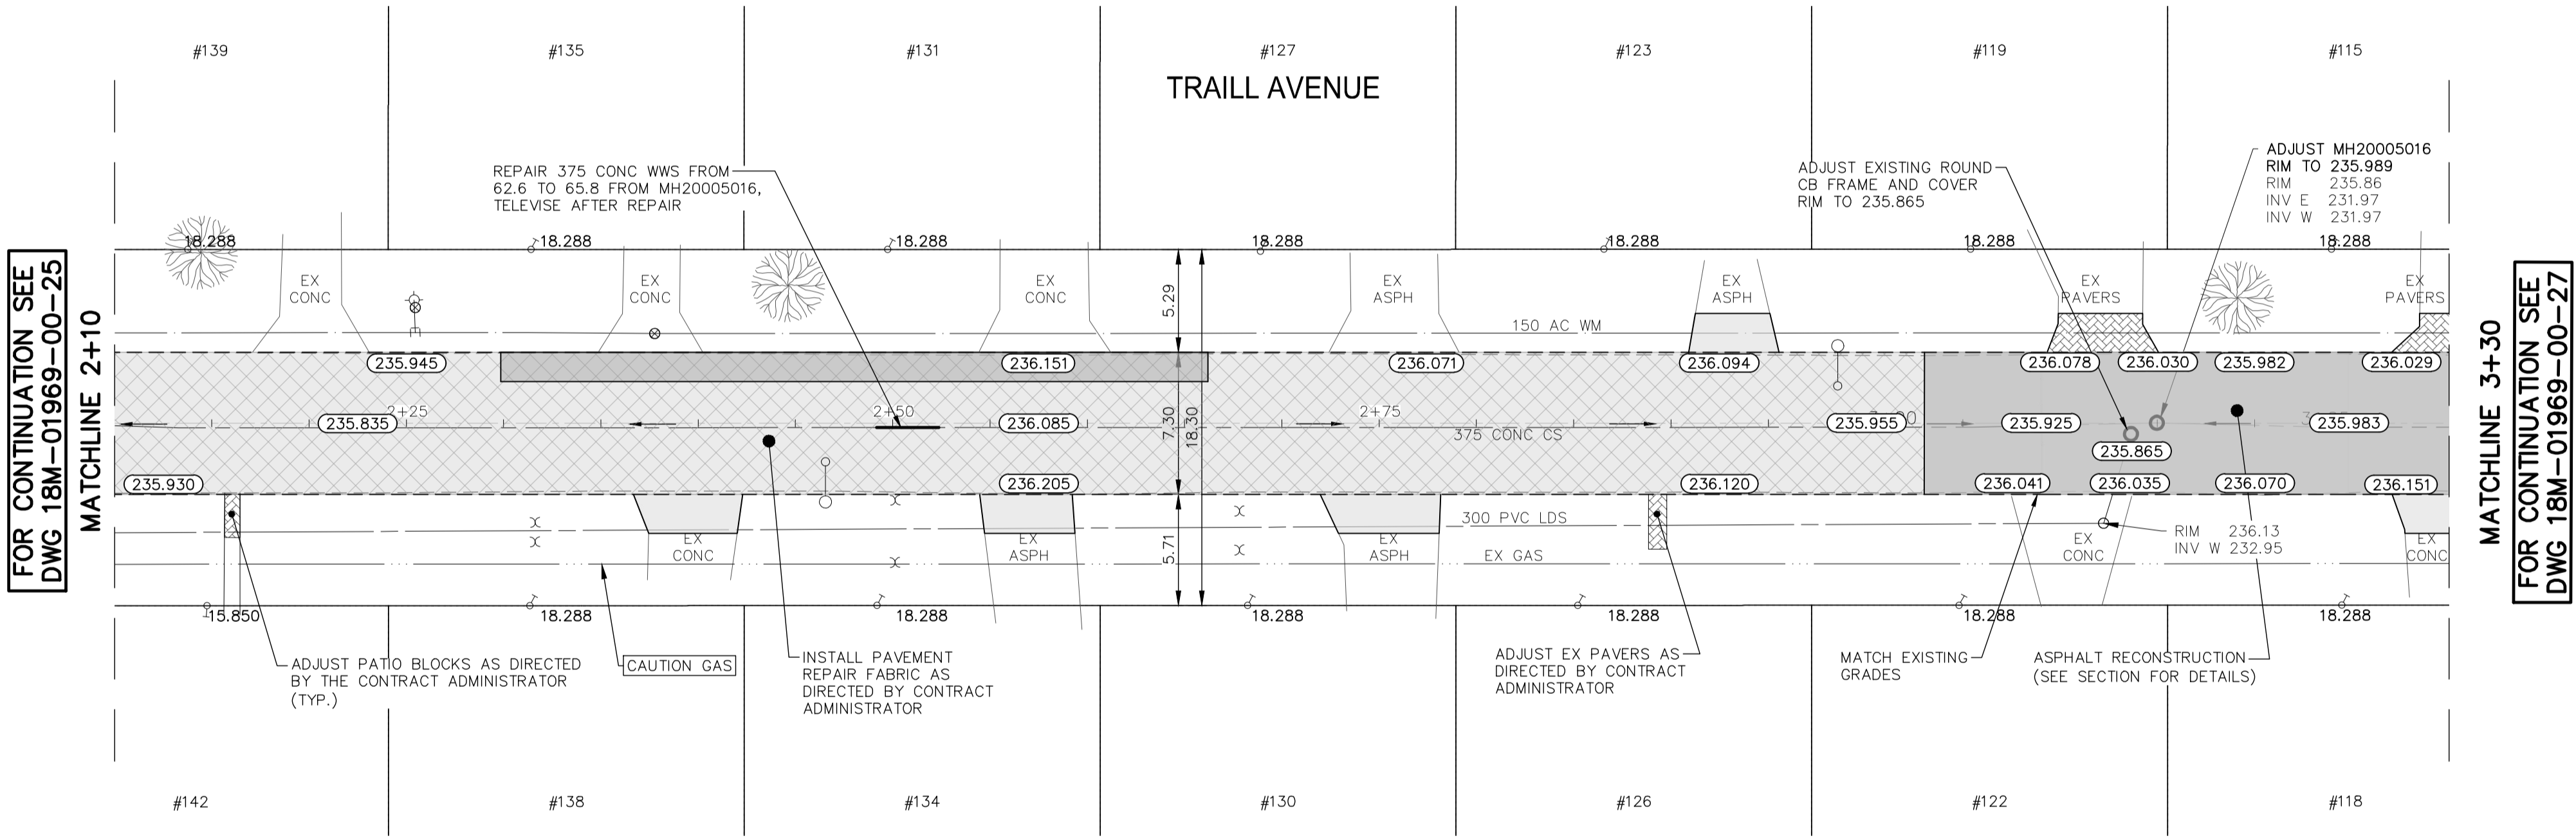 #139
#135
#131
#127
#123
#119
#115
TRAILL AVENUE
REPAIR 375 CONC WWS FROM
62.6 TO 65.8 FROM MH20005016,
TELEVISE AFTER REPAIR
ADJUST EXISTING ROUND
CB FRAME AND COVER
RIM TO 235.865
ADJUST MH20005016
RIM TO 235.989
RIM 235.86
INV E 231.97
INV W 231.97
18.288
18.288
18.288
18.288
18.288
18.288
18.288
FOR CONTINUATION SEE
DWG 18M-01969-00-25
MATCHLINE 2+10
EX
CONC
EX
CONC
EX
CONC
5.29
EX
ASPH
EX
ASPH
EX
PAVERS
EX
PAVERS
150 AC WM
235.945
236.151
236.071
236.094
236.078
236.030
235.982
236.029
2+25
2+50
2+75
235.835
236.085
7.30
18.30
375 CONC CS
235.955
235.925
235.983
235.865
235.930
236.205
236.120
236.041
236.035
236.070
236.151
MATCHLINE 3+30
FOR CONTINUATION SEE
DWG 18M-01969-00-27
300 PVC LDS
RIM 236.13
INV W 232.95
EX
CONC
EX
ASPH
5.71
EX
ASPH
EX GAS
EX
CONC
EX
CONC
15.850
18.288
18.288
18.288
18.288
18.288
18.288
ADJUST PATIO BLOCKS AS DIRECTED
BY THE CONTRACT ADMINISTRATOR
(TYP.)
CAUTION GAS
INSTALL PAVEMENT
REPAIR FABRIC AS
DIRECTED BY CONTRACT
ADMINISTRATOR
ADJUST EX PAVERS AS
DIRECTED BY CONTRACT
ADMINISTRATOR
MATCH EXISTING
GRADES
ASPHALT RECONSTRUCTION
(SEE SECTION FOR DETAILS)
#142
#138
#134
#130
#126
#122
#118